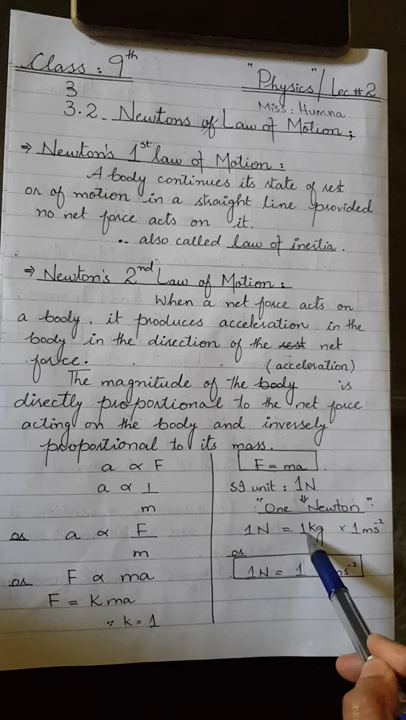 Class : 9th
"Physics"/Lec # 2
3
Miss : Humna
3.2. Newtons of Law of Motion ;
⇒ Newton's 1st law of Motion :
A body continues its state of rest
or of motion in a straight line provided
no net force acts on it.
•• also called law of inertia.
⇒ Newton's 2nd Law of Motion :
When a net force acts on
a body, it produces acceleration in the
body in the direction of the rest net
force.
(acceleration)
The magnitude of the body is
directly proportional to the net force
acting on the body and inversely
proportional to its mass.
a ∝ F
a ∝ 1/m
or a ∝ F/m
or F ∝ ma
F = Kma
∵ k = 1
F = ma
SI unit : 1N
⇓
"One Newton"
1N = 1kg × 1ms⁻²
or
1N = 1 ms⁻²